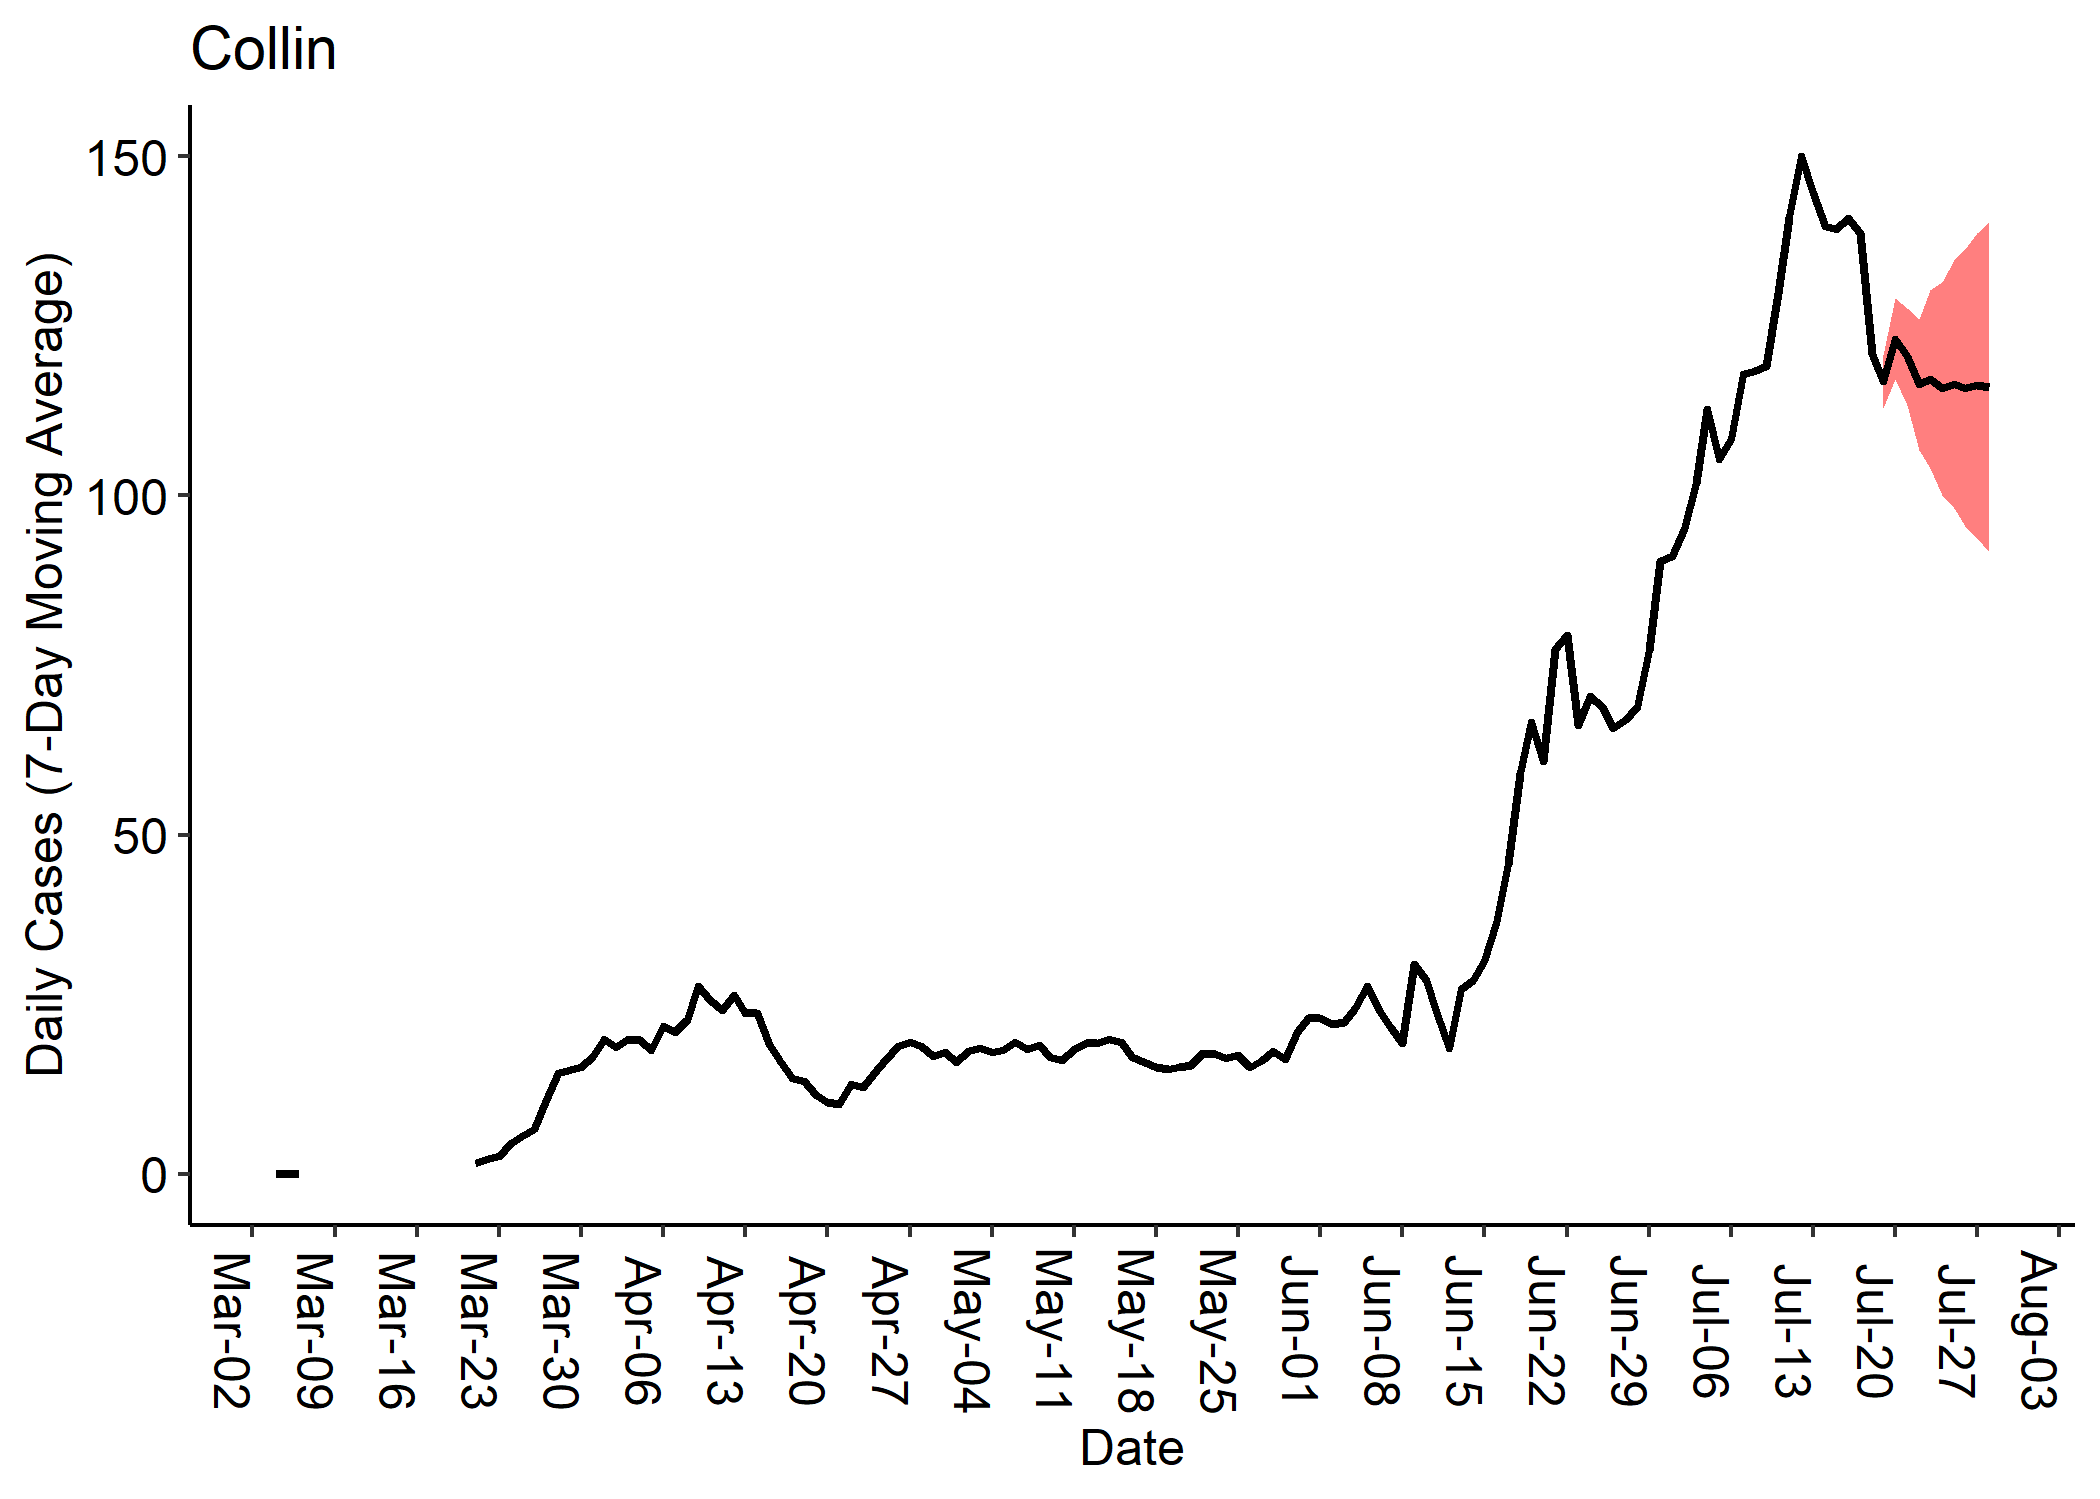 Collin
Daily Cases (7-Day Moving Average)
150
100
50
0
Mar-02
Mar-09
Mar-16
Mar-23
Mar-30
Apr-06
Apr-13
Apr-20
Apr-27
May-04
May-11
May-18
May-25
Jun-01
Jun-08
Jun-15
Jun-22
Jun-29
Jul-06
Jul-13
Jul-20
Jul-27
Aug-03
Date